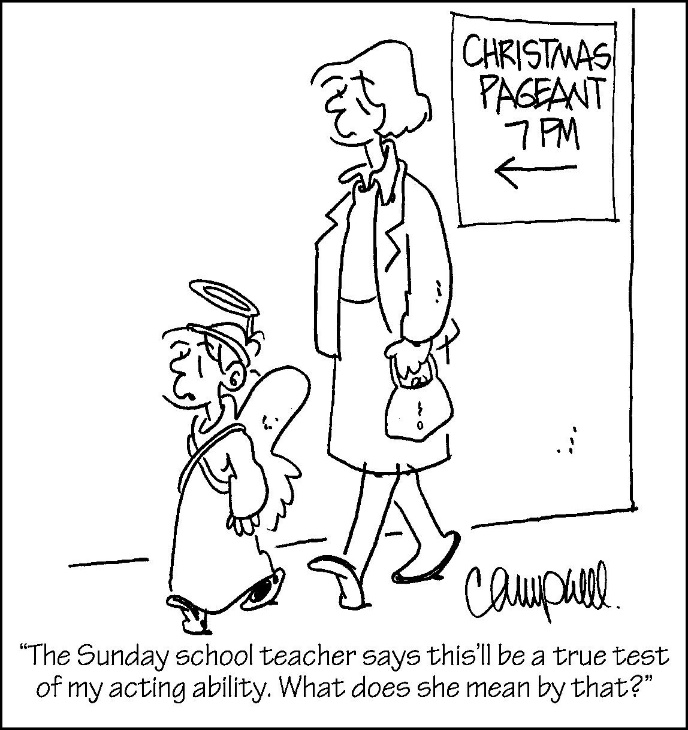 CHRISTMAS
PAGEANT
7 PM
Campbell.
“The Sunday school teacher says this’ll be a true test
of my acting ability. What does she mean by that?”